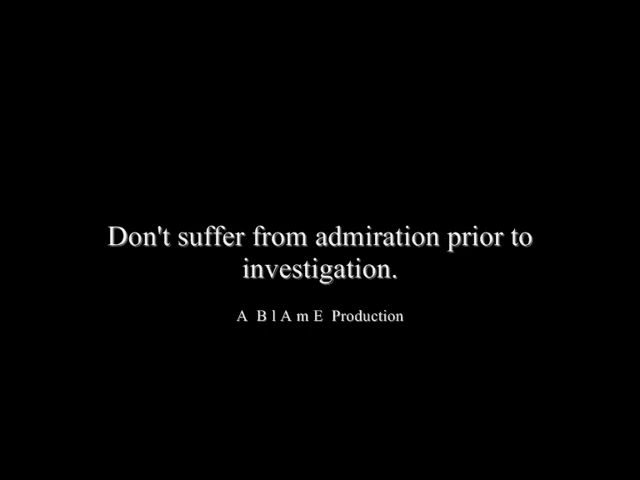 Don't suffer from admiration prior to
investigation.
A B l A m E Production